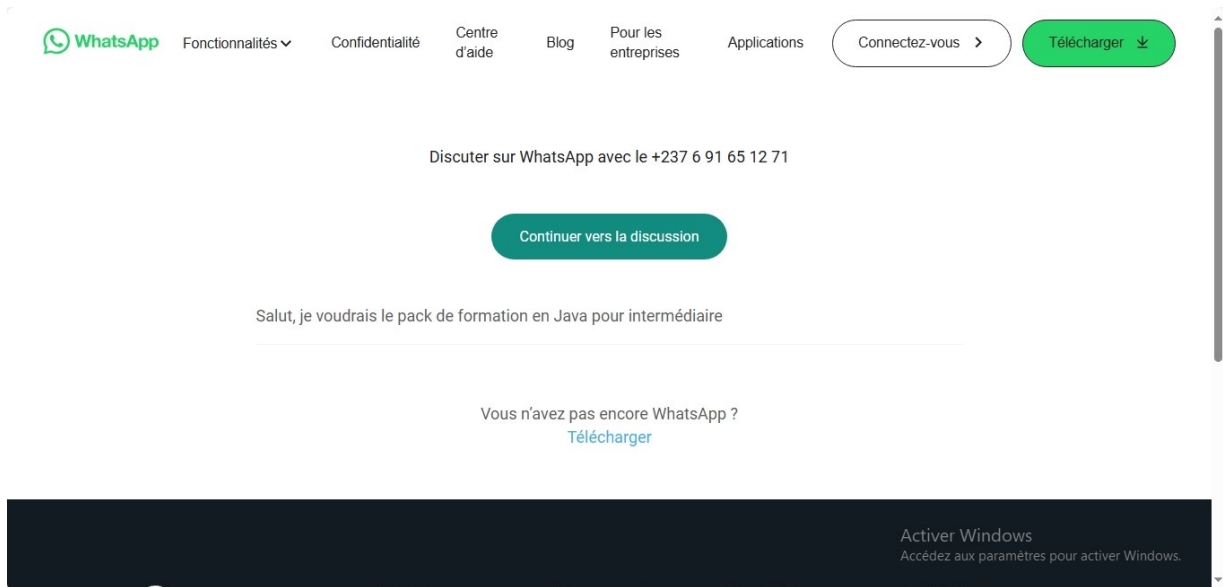 WhatsApp
Fonctionnalités
Confidentialité
Centre
d'aide
Blog
Pour les
entreprises
Applications
Connectez-vous
Télécharger
Discuter sur WhatsApp avec le +237 6 91 65 12 71
Continuer vers la discussion
Salut, je voudrais le pack de formation en Java pour intermédiaire
Vous n'avez pas encore WhatsApp ?
Télécharger
Activer Windows
Accédez aux paramètres pour activer Windows.